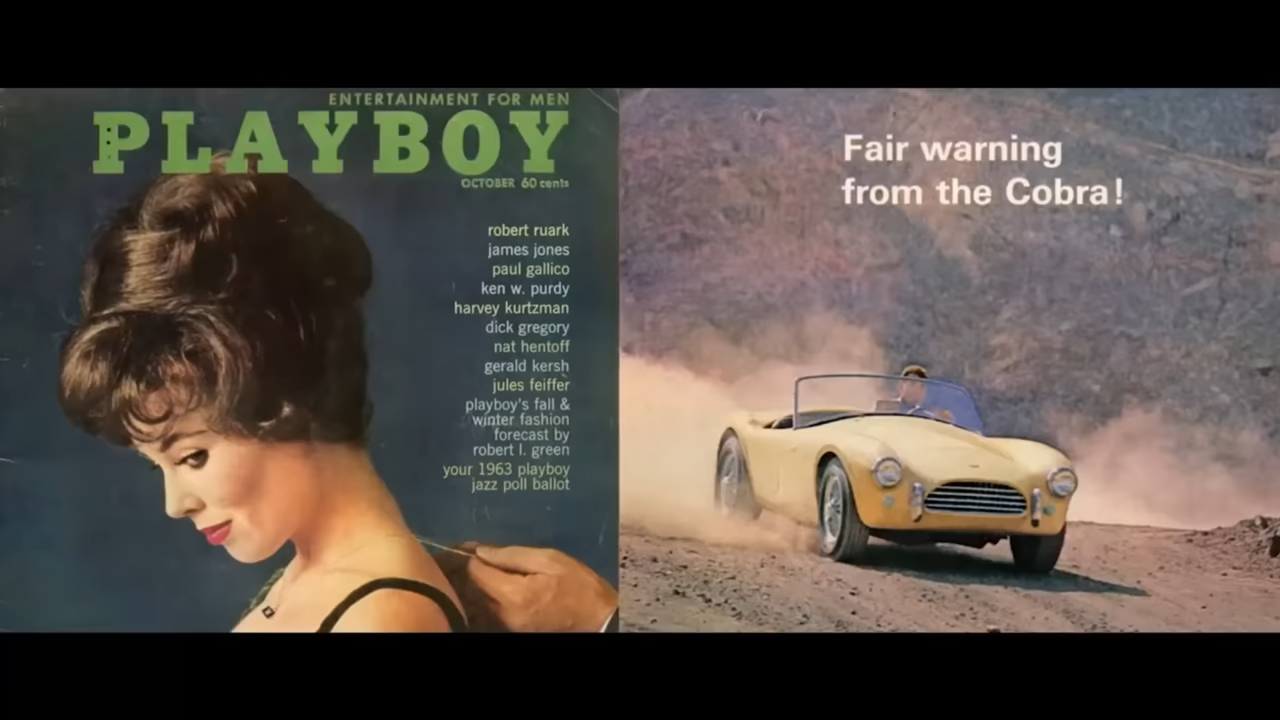 ENTERTAINMENT FOR MEN
PLAYBOY
OCTOBER 60 cents
robert ruark
james jones
paul gallico
ken w. purdy
harvey kurtzman
dick gregory
nat hentoff
gerald kersh
jules feiffer
playboy's fall &
winter fashion
forecast by
robert l. green
your 1963 playboy
jazz poll ballot
Fair warning
from the Cobra!